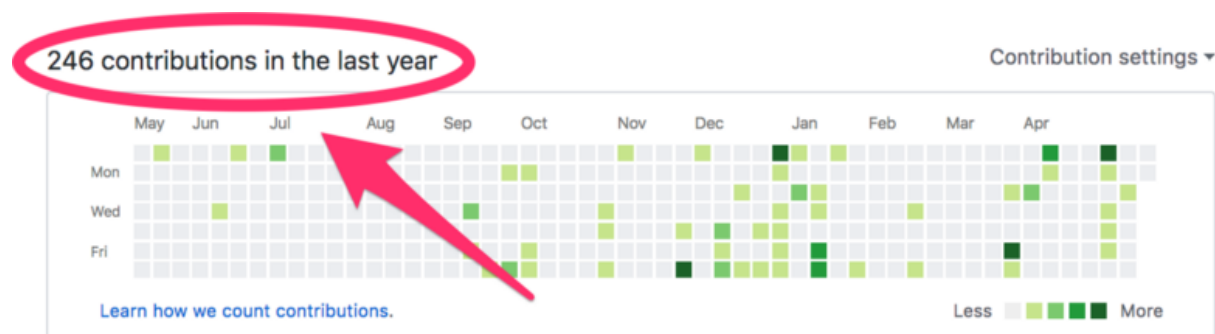 246 contributions in the last year
Contribution settings
May Jun Jul Aug Sep Oct Nov Dec Jan Feb Mar Apr
Mon
Wed
Fri
Learn how we count contributions.
Less More